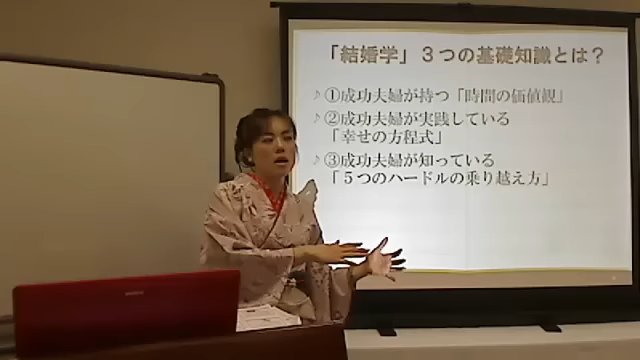 「結婚学」３つの基礎知識とは？
♪①成功夫婦が持つ「時間の価値観」
♪②成功夫婦が実践している
「幸せの方程式」
♪③成功夫婦が知っている
「５つのハードルの乗り越え方」